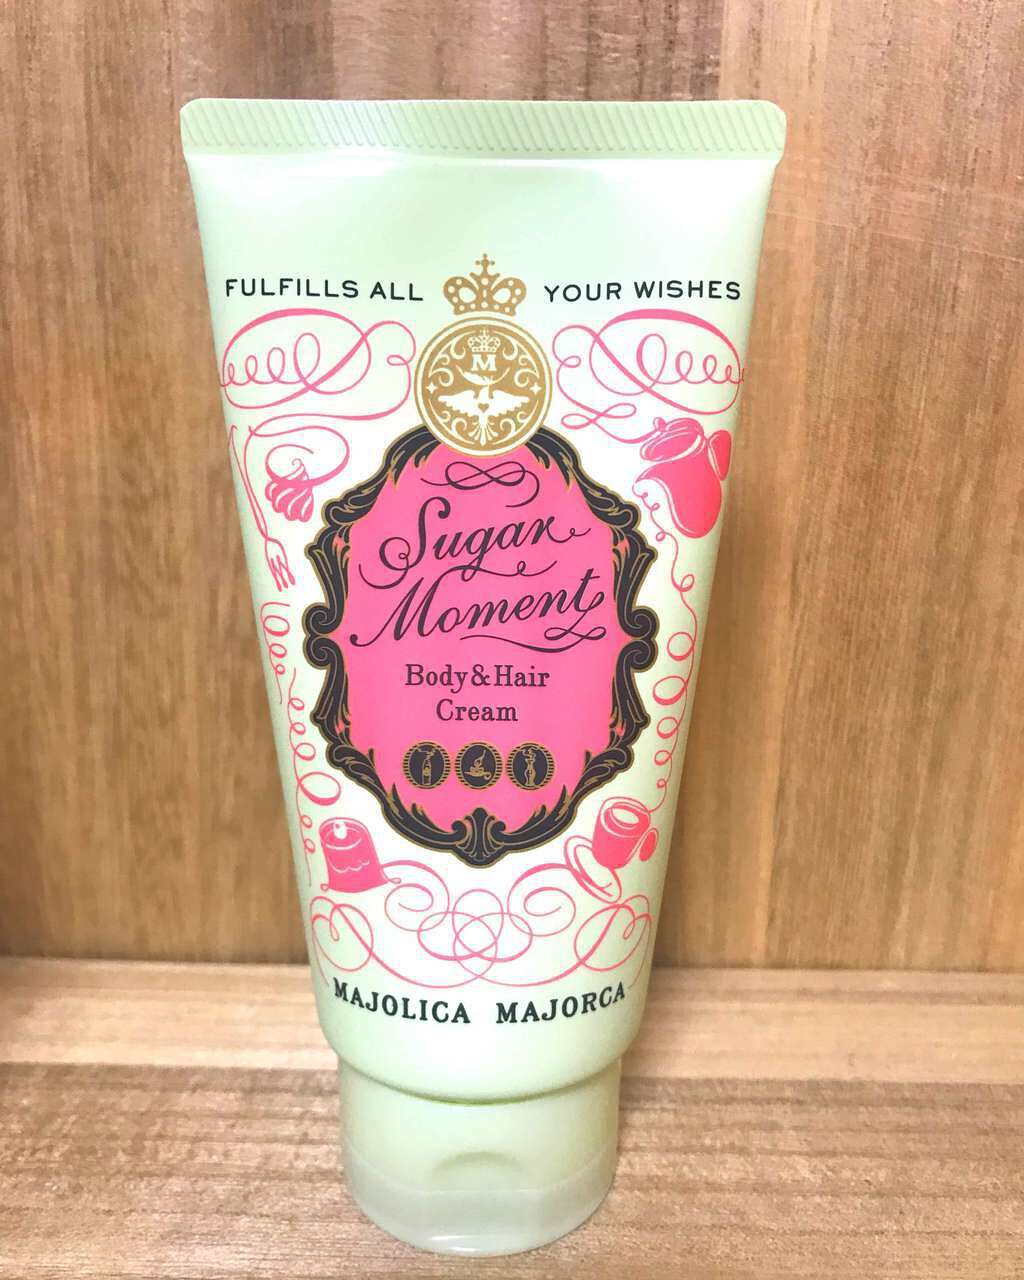 FULFILLS ALL YOUR WISHES
M
Sugar
Moment
Body & Hair
Cream
MAJOLICA MAJORCA